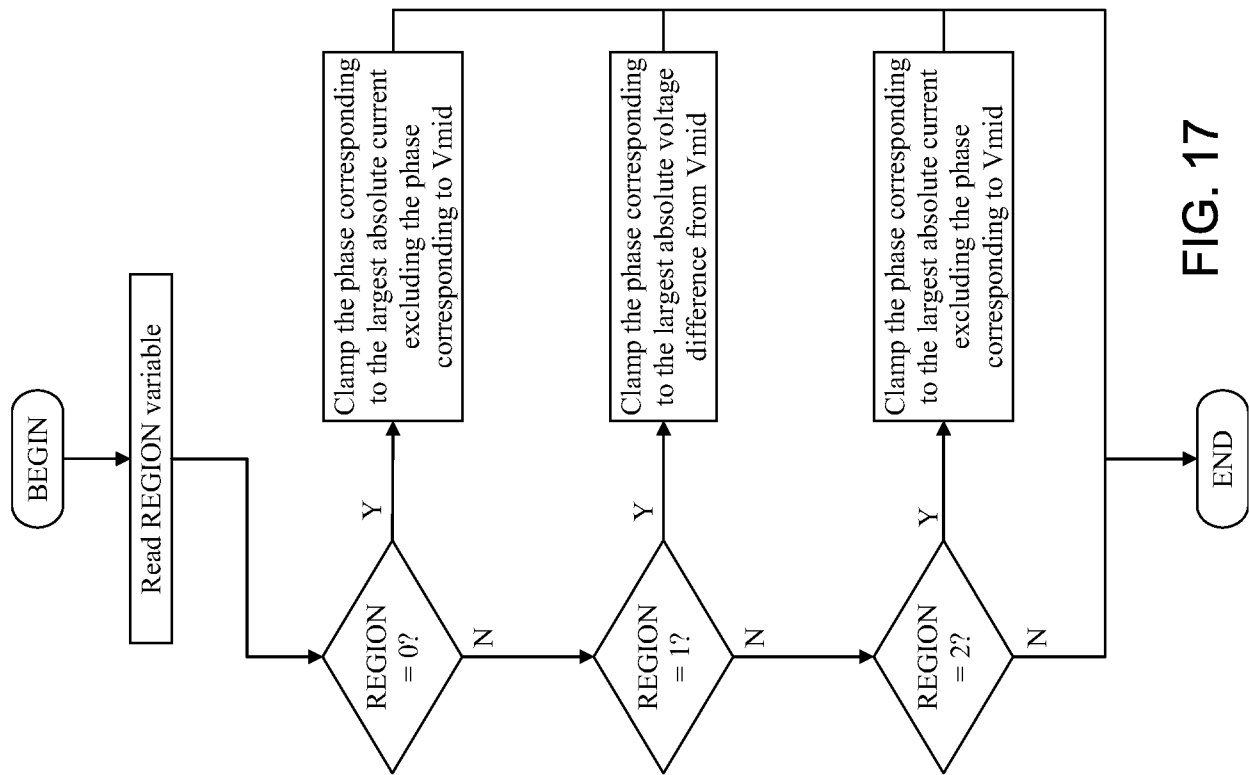 BEGIN
Read REGION variable
REGION
= 0?
Y
Clamp the phase corresponding
to the largest absolute current
excluding the phase
corresponding to Vmid
N
REGION
= 1?
Y
Clamp the phase corresponding
to the largest absolute voltage
difference from Vmid
N
REGION
= 2?
Y
Clamp the phase corresponding
to the largest absolute current
excluding the phase
corresponding to Vmid
N
END
FIG. 17